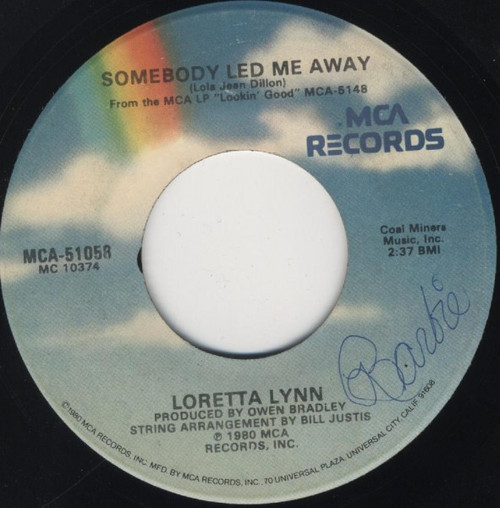 SOMEBODY LED ME AWAY
(Lola Jean Dillon)
From the MCA LP "Lookin' Good" MCA-5148
MCA
RECORDS
MCA-51058
MC 10374
Coal Miners
Music, Inc.
2:37 BMI
Barbie
LORETTA LYNN
PRODUCED BY OWEN BRADLEY
STRING ARRANGEMENT BY BILL JUSTIS
℗ 1980 MCA
RECORDS, INC.
©1980 MCA RECORDS, INC. MFD. BY MCA RECORDS, INC. 70 UNIVERSAL PLAZA, UNIVERSAL CITY, CALIF. 91608